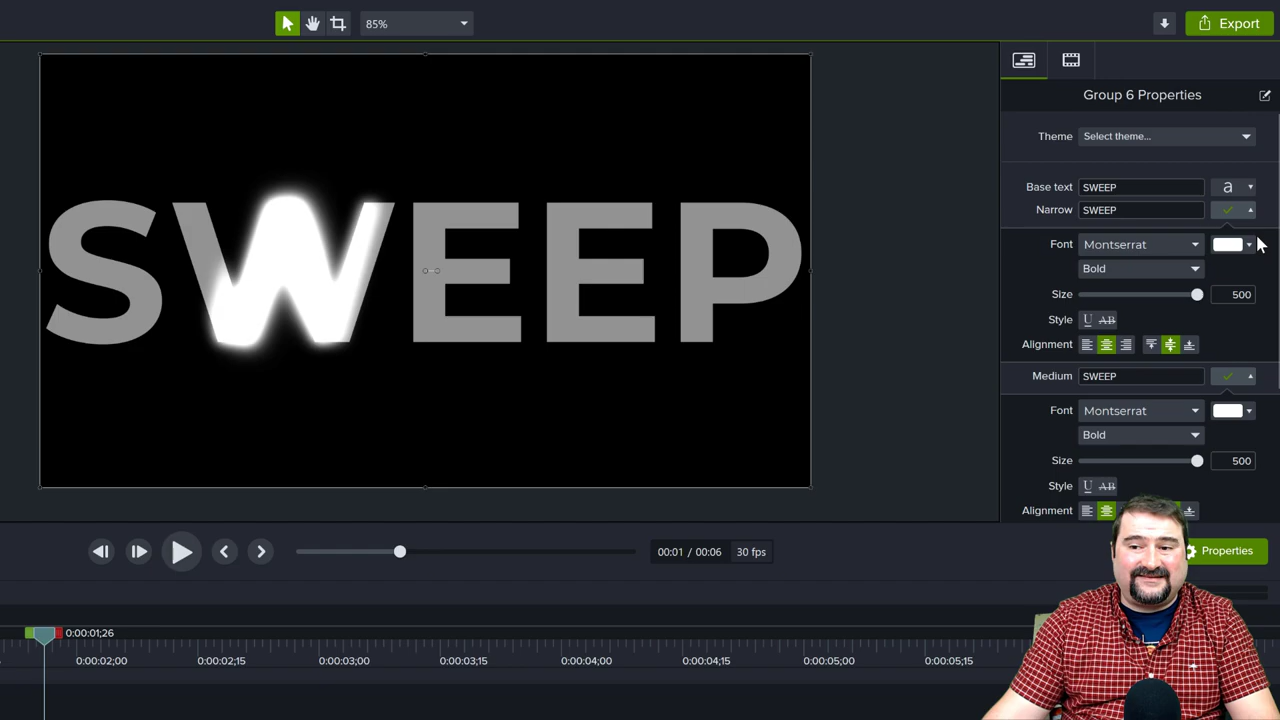 85%
Export
Group 6 Properties
Theme Select theme...
Base text SWEEP a
Narrow SWEEP
Font Montserrat
Bold
Size 500
Style U AB
Alignment
Medium SWEEP
Font Montserrat
Bold
Size 500
Style U AB
Alignment
SWEEP
00:01 / 00:06 30 fps
Properties
0:00:01;26
0:00:02;00 0:00:02;15 0:00:03;00 0:00:03;15 0:00:04;00 0:00:04;15 0:00:05;00 0:00:05;15